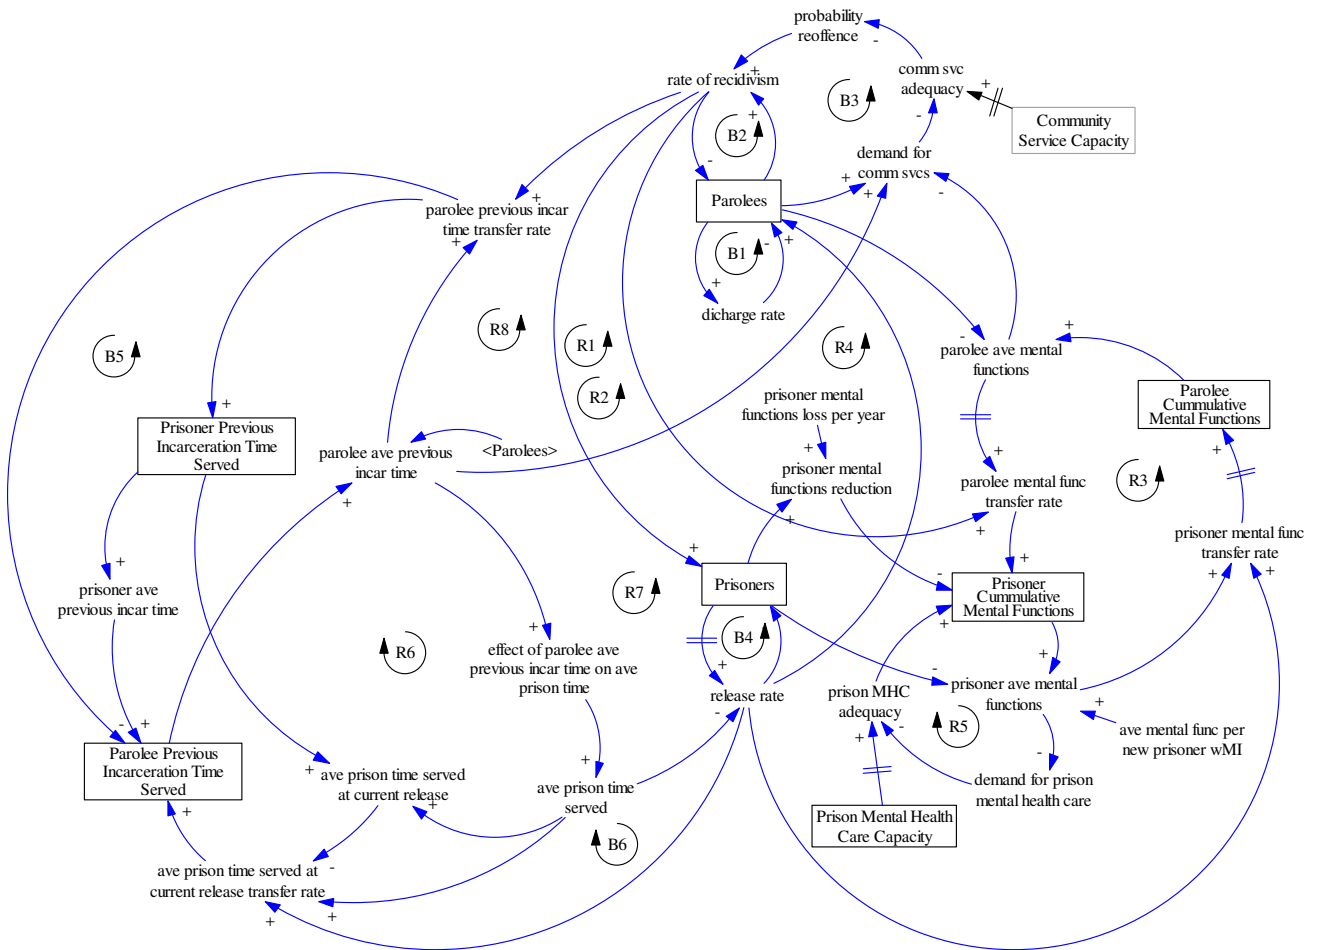 probability
reoffence
-
rate of recidivism
+
comm svc
adequacy
+
B3
Community
Service Capacity
B2
+
-
-
demand for
comm svcs
+
+
-
Parolees
parolee previous incar
time transfer rate
+
+
B1
-
+
+
dicharge rate
R8
R1
R2
R4
B5
-
parolee ave mental
functions
+
Parolee
Cummulative
Mental Functions
+
prisoner mental
functions loss per year
+
prisoner mental
functions reduction
+
+
Prisoner Previous
Incarceration Time
Served
parolee ave previous
incar time
+
<Parolees>
+
parolee mental func
transfer rate
+
R3
prisoner mental func
transfer rate
+
+
+
prisoner ave
previous incar time
+
Prisoners
R7
B4
+
+
-
Prisoner
Cummulative
Mental Functions
+
+
R6
+
effect of parolee ave
previous incar time on ave
prison time
release rate
-
+
prison MHC
adequacy
-
+
-
prisoner ave mental
functions
+
R5
ave mental func per
new prisoner wMI
-
demand for prison
mental health care
Prison Mental Health
Care Capacity
-
+
Parolee Previous
Incarceration Time
Served
+
+
ave prison time served
at current release
+
+
ave prison time
served
B6
ave prison time served at
current release transfer rate
-
+
+